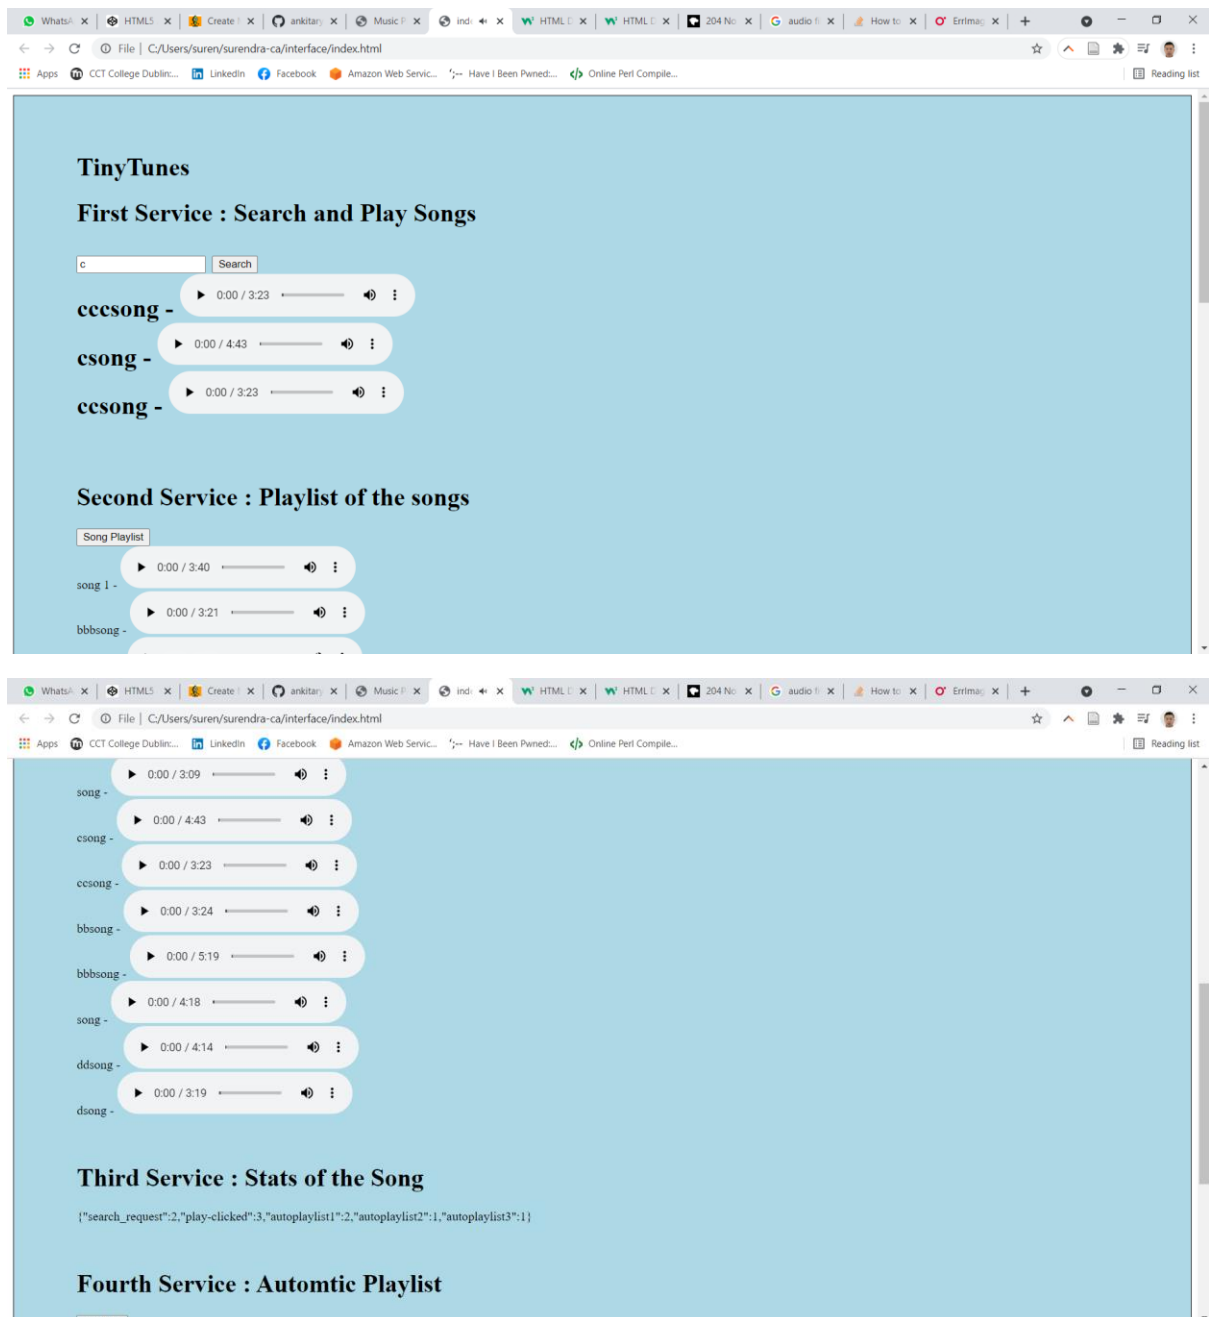 WhatsA HTML5 Create ankitar Music P ind HTML D HTML D 204 No audio f How to ErrImag
File | C:/Users/suren/surendra-ca/interface/index.html
Apps CCT College Dublin:... LinkedIn Facebook Amazon Web Servic... ';-- Have I Been Pwned:... Online Perl Compile... Reading list
TinyTunes
First Service : Search and Play Songs
c Search
cccsong - 0:00 / 3:23
csong - 0:00 / 4:43
ccsong - 0:00 / 3:23
Second Service : Playlist of the songs
Song Playlist
song 1 - 0:00 / 3:40
bbbsong - 0:00 / 3:21
WhatsA HTML5 Create ankitar Music P ind HTML D HTML D 204 No audio f How to ErrImag
File | C:/Users/suren/surendra-ca/interface/index.html
Apps CCT College Dublin:... LinkedIn Facebook Amazon Web Servic... ';-- Have I Been Pwned:... Online Perl Compile... Reading list
song - 0:00 / 3:09
csong - 0:00 / 4:43
ccsong - 0:00 / 3:23
bbsong - 0:00 / 3:24
bbbsong - 0:00 / 5:19
song - 0:00 / 4:18
ddsong - 0:00 / 4:14
dsong - 0:00 / 3:19
Third Service : Stats of the Song
{"search_request":2,"play-clicked":3,"autoplaylist1":2,"autoplaylist2":1,"autoplaylist3":1}
Fourth Service : Automtic Playlist